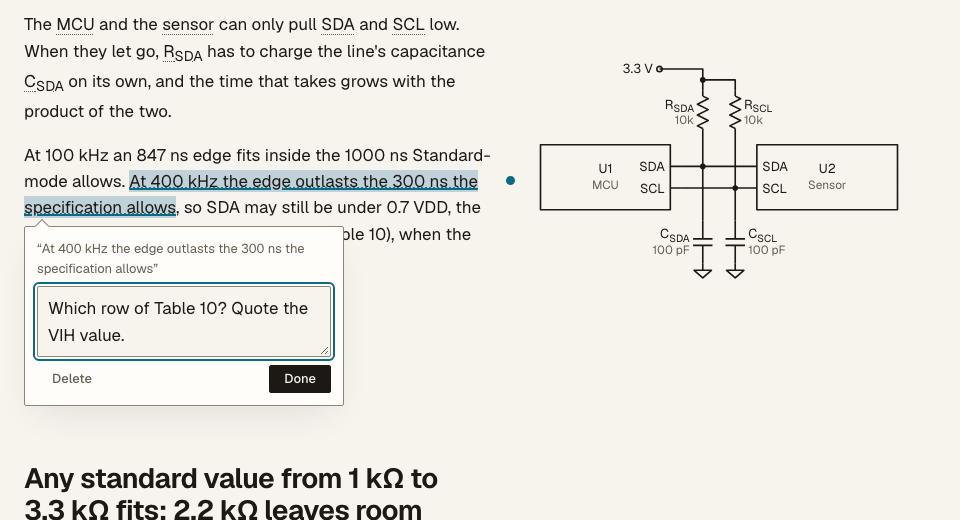 The MCU and the sensor can only pull SDA and SCL low.
When they let go, RSDA has to charge the line's capacitance
CSDA on its own, and the time that takes grows with the
product of the two.
At 100 kHz an 847 ns edge fits inside the 1000 ns Standard-
mode allows. At 400 kHz the edge outlasts the 300 ns the
specification allows, so SDA may still be under 0.7 VDD, the
ble 10), when the
“At 400 kHz the edge outlasts the 300 ns the
specification allows”
Which row of Table 10? Quote the
VIH value.
Delete
Done
Any standard value from 1 kΩ to
3.3 kΩ fits: 2.2 kΩ leaves room
3.3 V
RSDA
10k
RSCL
10k
U1
MCU
SDA
SCL
SDA
SCL
U2
Sensor
CSDA
100 pF
CSCL
100 pF